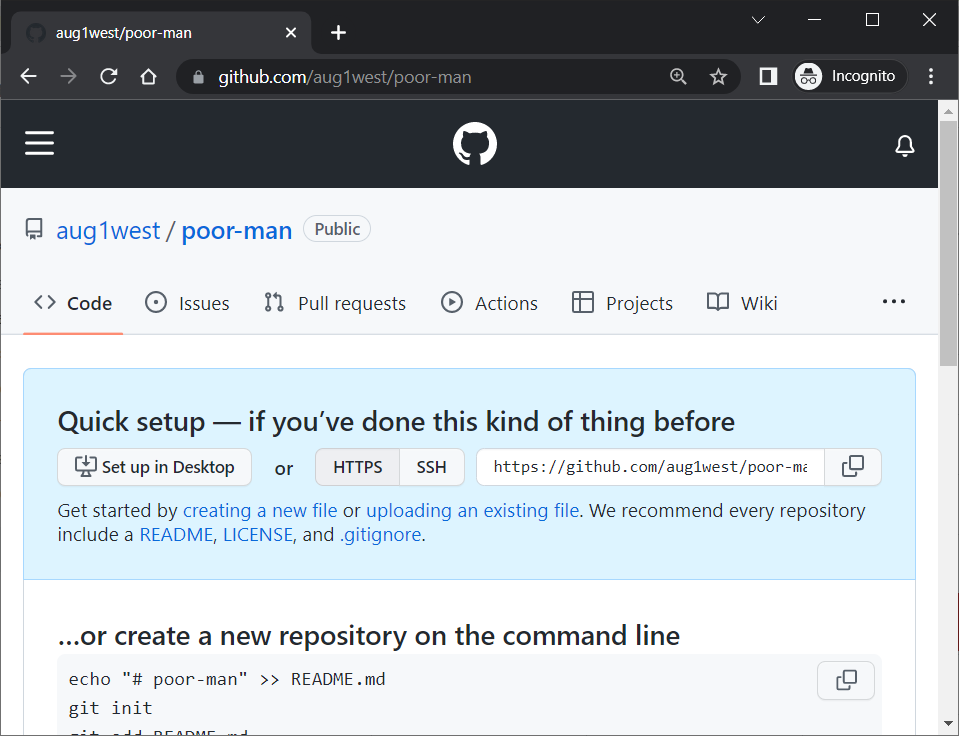 aug1west/poor-man
github.com/aug1west/poor-man
Incognito
aug1west / poor-man Public
Code Issues Pull requests Actions Projects Wiki
Quick setup — if you’ve done this kind of thing before
Set up in Desktop or HTTPS SSH https://github.com/aug1west/poor-ma
Get started by creating a new file or uploading an existing file. We recommend every repository
include a README, LICENSE, and .gitignore.
…or create a new repository on the command line
echo "# poor-man" >> README.md
git init
git add README.md